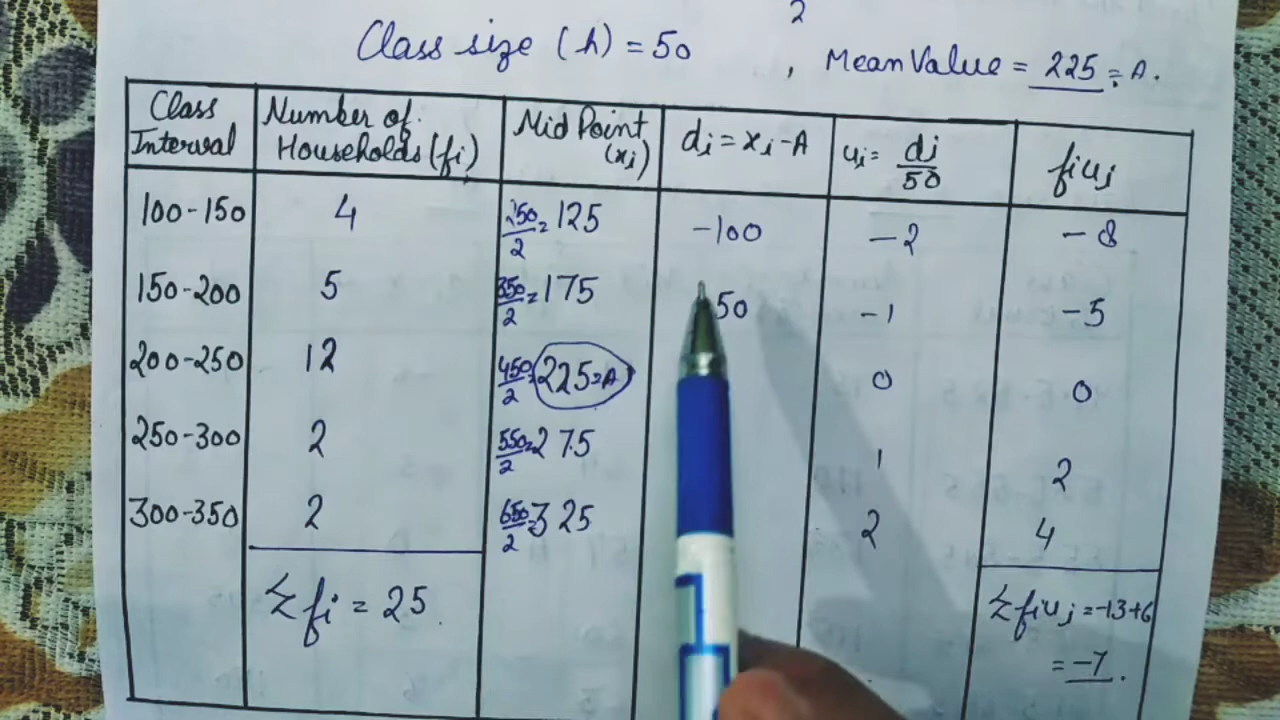 2
Class size (h) = 50 , Mean Value = 225 = A.
Class Interval | Number of Households (fi) | Mid Point (xi) | di = xi - A | ui = di/50 | fiui
100-150 | 4 | 250/2 = 125 | -100 | -2 | -8
150-200 | 5 | 350/2 = 175 | 50 | -1 | -5
200-250 | 12 | 450/2 = 225 = A | 0 | 0
250-300 | 2 | 550/2 = 275 | 1 | 2
300-350 | 2 | 650/2 = 325 | 2 | 4
Σfi = 25 | Σfiui = -13+6
= -7.